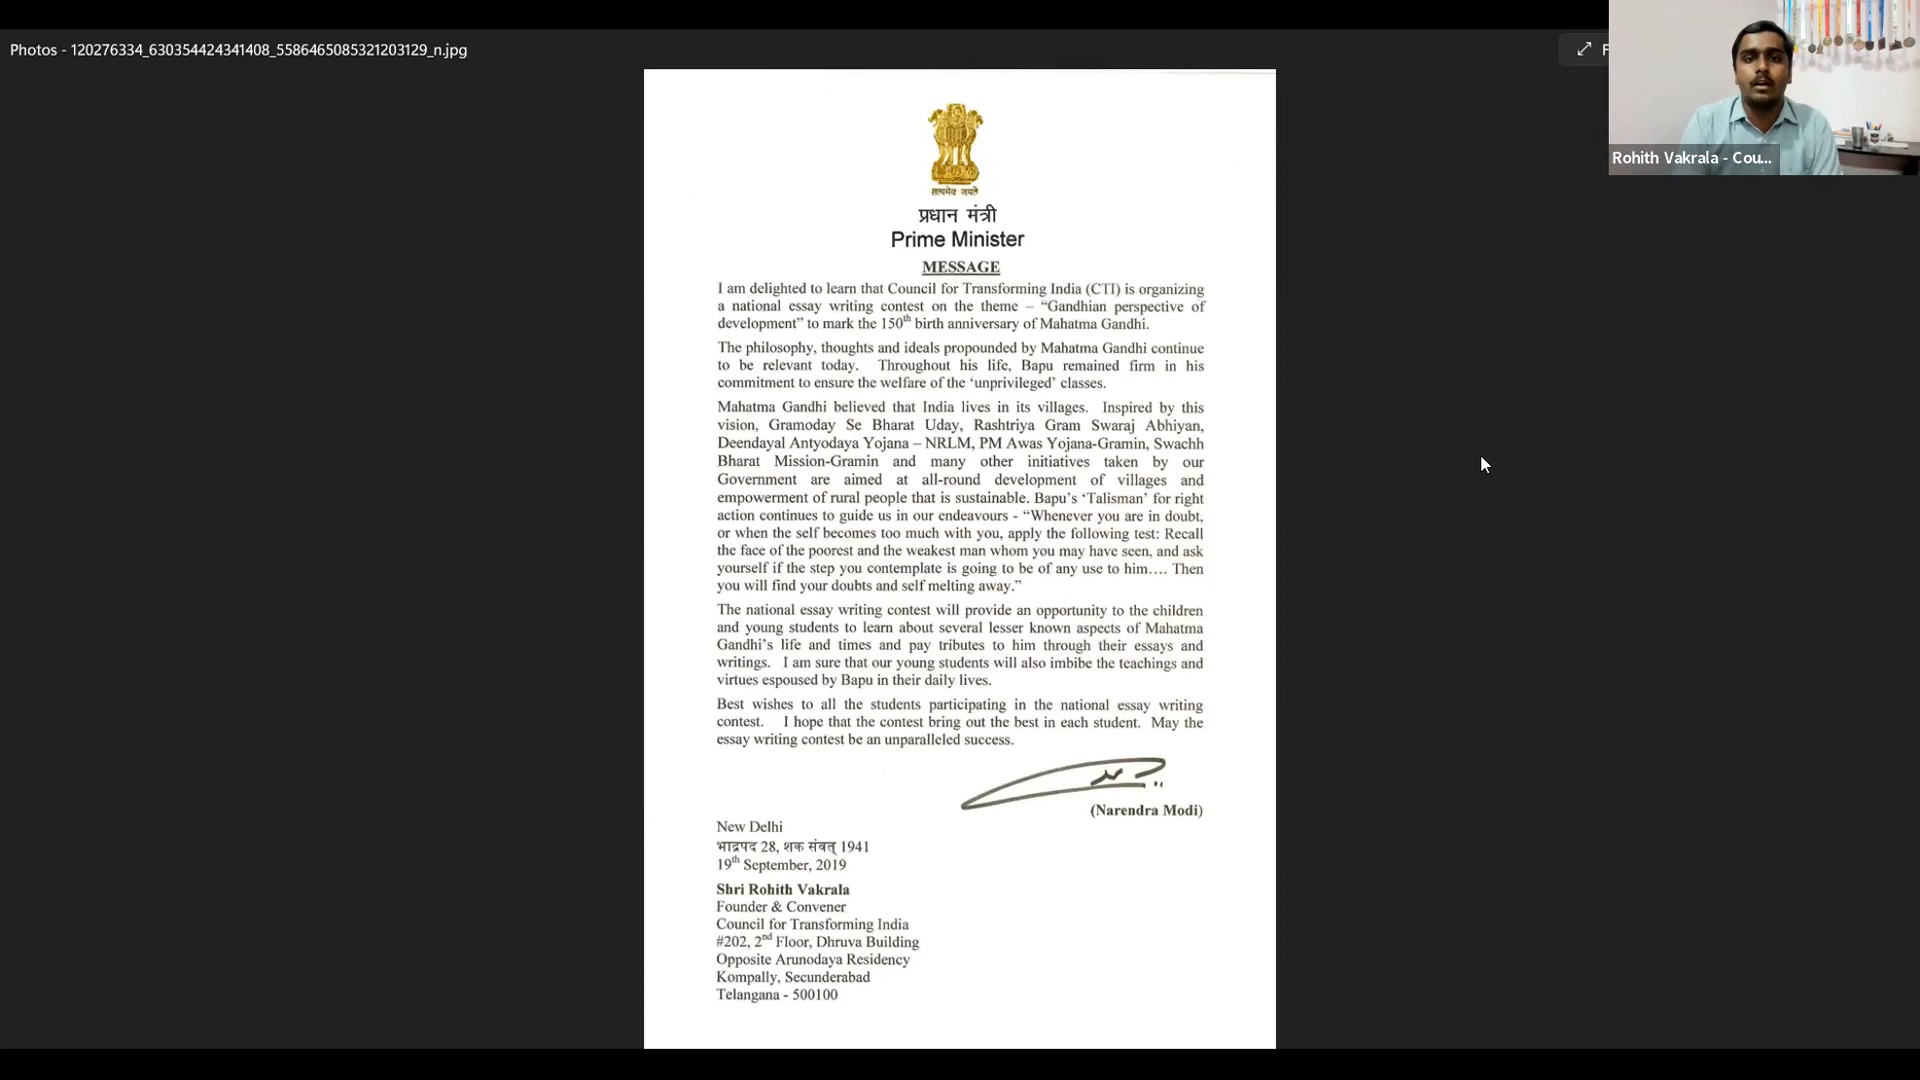 Photos - 120276334_630354424341408_5586465085321203129_n.jpg
Rohith Vakrala - Cou...
सत्यमेव जयते
प्रधान मंत्री
Prime Minister
MESSAGE
I am delighted to learn that Council for Transforming India (CTI) is organizing
a national essay writing contest on the theme – “Gandhian perspective of
development” to mark the 150th birth anniversary of Mahatma Gandhi.
The philosophy, thoughts and ideals propounded by Mahatma Gandhi continue
to be relevant today. Throughout his life, Bapu remained firm in his
commitment to ensure the welfare of the ‘unprivileged’ classes.
Mahatma Gandhi believed that India lives in its villages. Inspired by this
vision, Gramoday Se Bharat Uday, Rashtriya Gram Swaraj Abhiyan,
Deendayal Antyodaya Yojana – NRLM, PM Awas Yojana-Gramin, Swachh
Bharat Mission-Gramin and many other initiatives taken by our
Government are aimed at all-round development of villages and
empowerment of rural people that is sustainable. Bapu’s ‘Talisman’ for right
action continues to guide us in our endeavours - “Whenever you are in doubt,
or when the self becomes too much with you, apply the following test: Recall
the face of the poorest and the weakest man whom you may have seen, and ask
yourself if the step you contemplate is going to be of any use to him…. Then
you will find your doubts and self melting away.”
The national essay writing contest will provide an opportunity to the children
and young students to learn about several lesser known aspects of Mahatma
Gandhi’s life and times and pay tributes to him through their essays and
writings. I am sure that our young students will also imbibe the teachings and
virtues espoused by Bapu in their daily lives.
Best wishes to all the students participating in the national essay writing
contest. I hope that the contest bring out the best in each student. May the
essay writing contest be an unparalleled success.
(Narendra Modi)
New Delhi
भाद्रपद 28, शक संवत् 1941
19th September, 2019
Shri Rohith Vakrala
Founder & Convener
Council for Transforming India
#202, 2nd Floor, Dhruva Building
Opposite Arunodaya Residency
Kompally, Secunderabad
Telangana - 500100